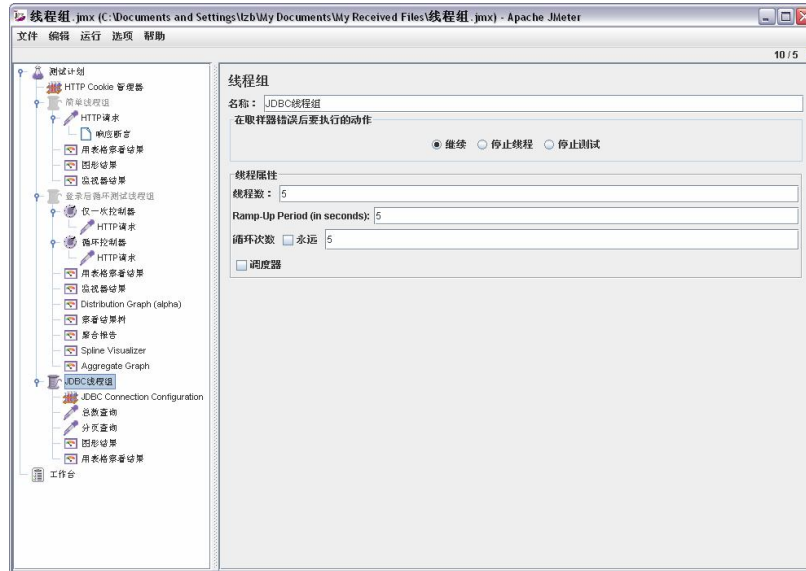 线程组.jmx (C:\Documents and Settings\lzb\My Documents\My Received Files\线程组.jmx) - Apache JMeter
文件 编辑 运行 选项 帮助
10 / 5
测试计划
HTTP Cookie 管理器
简单线程组
HTTP请求
响应断言
用表格察看结果
图形结果
监视器结果
登录后循环测试线程组
仅一次控制器
HTTP请求
循环控制器
HTTP请求
用表格察看结果
监视器结果
Distribution Graph (alpha)
察看结果树
聚合报告
Spline Visualizer
Aggregate Graph
JDBC线程组
JDBC Connection Configuration
总数查询
分页查询
图形结果
用表格察看结果
工作台
线程组
名称： JDBC线程组
在取样器错误后要执行的动作
继续 停止线程 停止测试
线程属性
线程数： 5
Ramp-Up Period (in seconds): 5
循环次数 永远 5
调度器